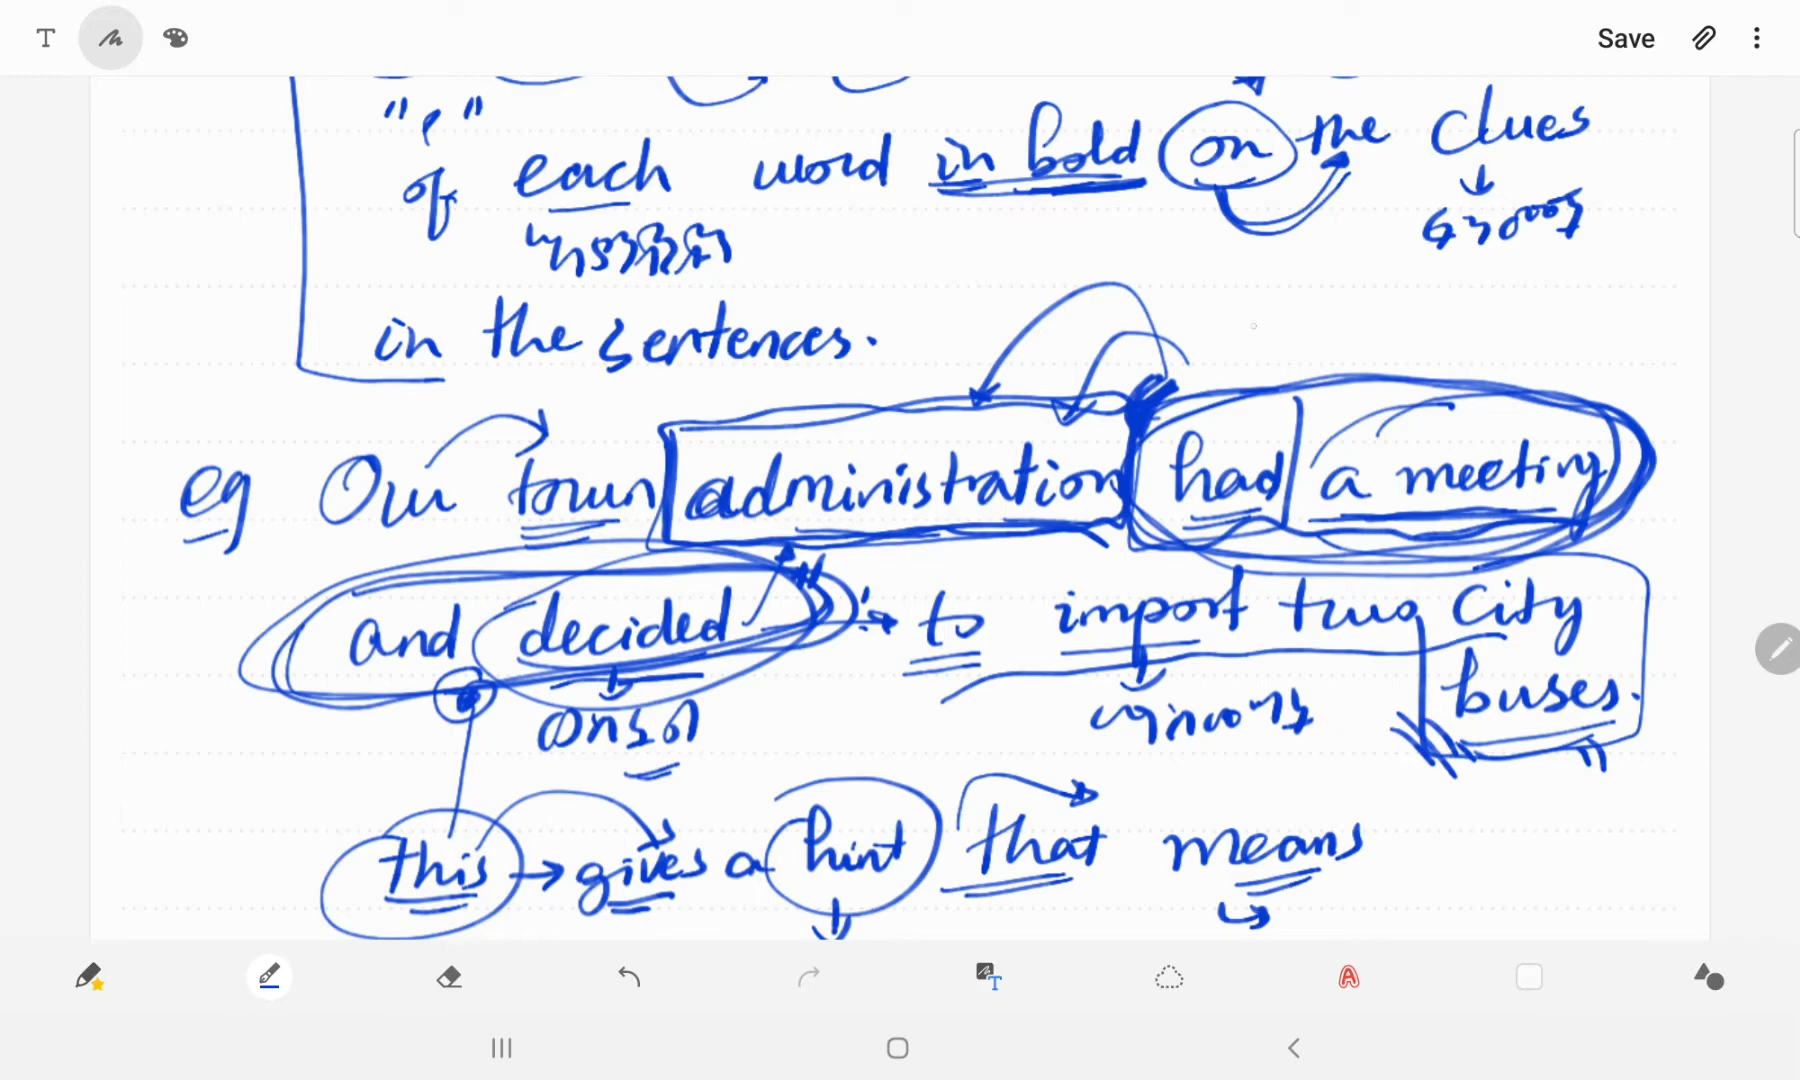 Save
"
"
of each word in bold on the clues
in the sentences.
eg Our town administration had a meeting
and decided to import two city
buses.
this → gives a hint that means